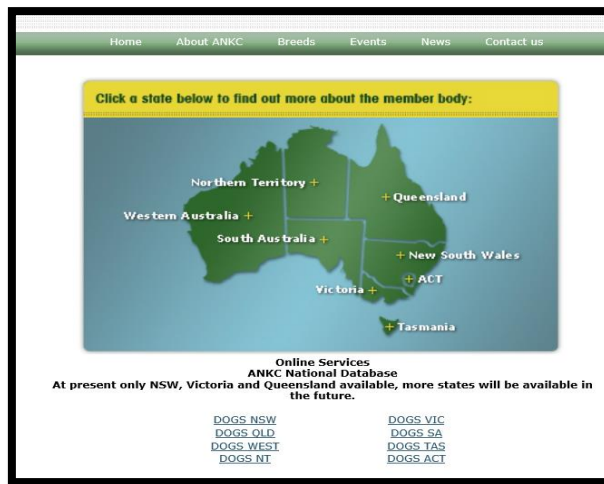 Home About ANKC Breeds Events News Contact us
Click a state below to find out more about the member body:
Northern Territory
Queensland
Western Australia
South Australia
New South Wales
ACT
Victoria
Tasmania
Online Services
ANKC National Database
At present only NSW, Victoria and Queensland available, more states will be available in
the future.
DOGS NSW DOGS VIC
DOGS QLD DOGS SA
DOGS WEST DOGS TAS
DOGS NT DOGS ACT